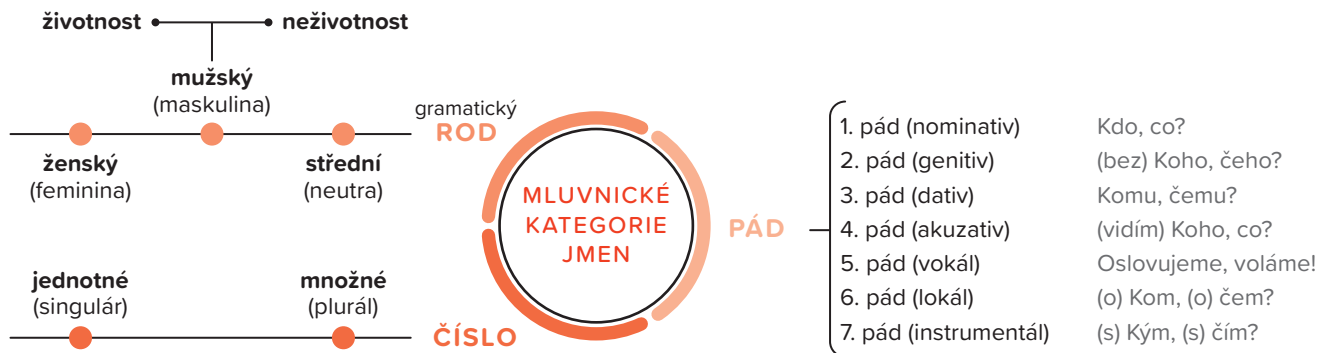 životnost neživotnost
mužský
(maskulina)
gramatický
ROD
ženský
(feminina)
střední
(neutra)
MLUVNICKÉ
KATEGORIE
JMEN
jednotné
(singulár)
množné
(plurál)
ČÍSLO
PÁD
1. pád (nominativ) Kdo, co?
2. pád (genitiv) (bez) Koho, čeho?
3. pád (dativ) Komu, čemu?
4. pád (akuzativ) (vidím) Koho, co?
5. pád (vokál) Oslovujeme, voláme!
6. pád (lokál) (o) Kom, (o) čem?
7. pád (instrumentál) (s) Kým, (s) čím?